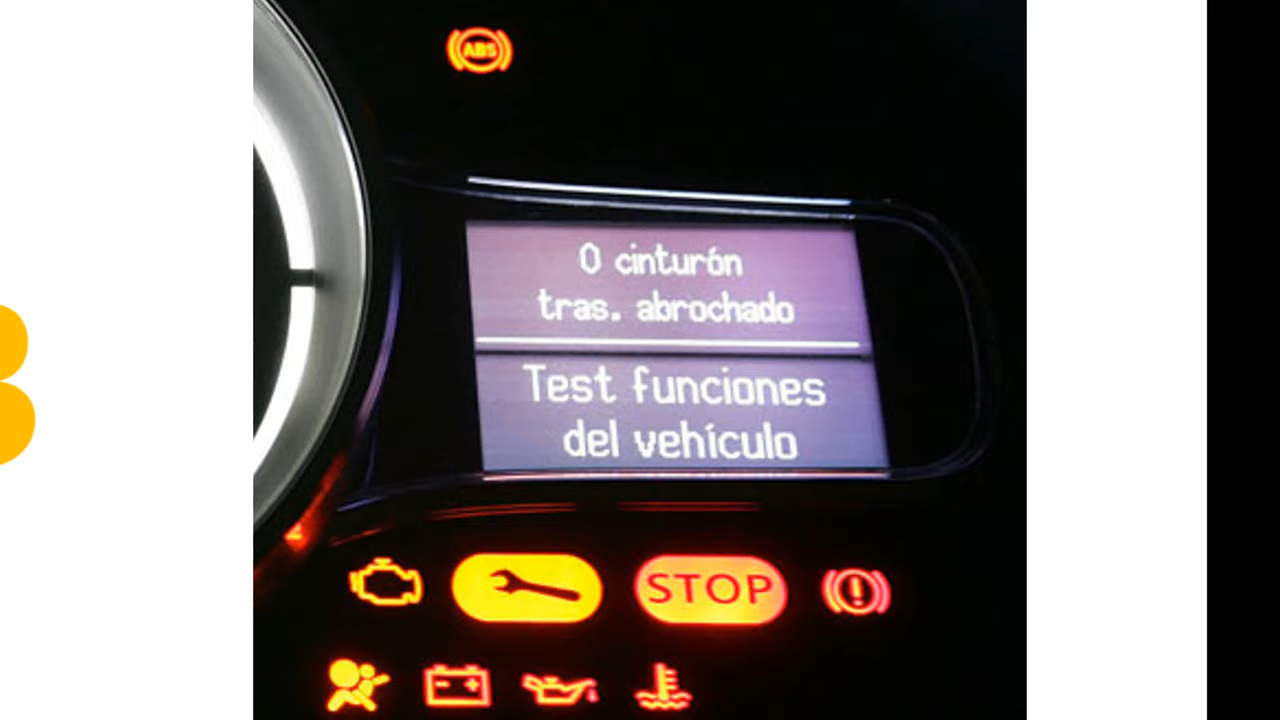 ABS
0 cinturón
tras. abrochado
Test funciones
del vehículo
STOP